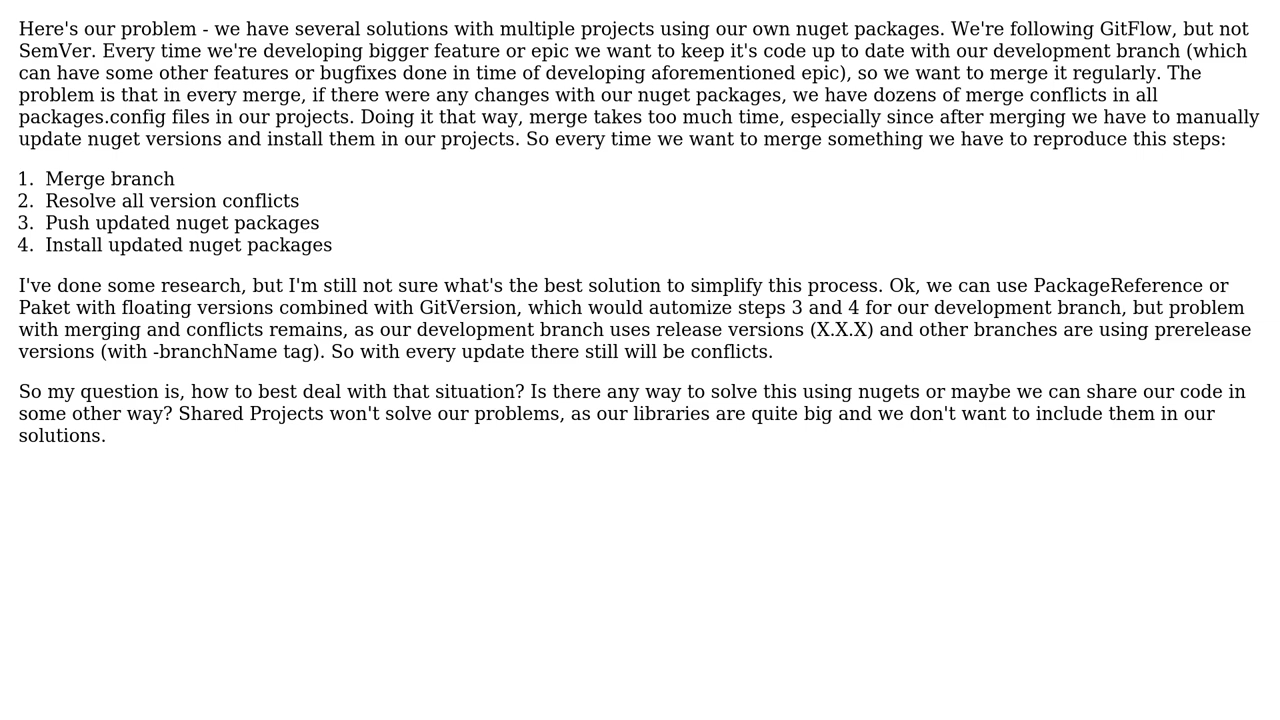 Here's our problem - we have several solutions with multiple projects using our own nuget packages. We're following GitFlow, but not
SemVer. Every time we're developing bigger feature or epic we want to keep it's code up to date with our development branch (which
can have some other features or bugfixes done in time of developing aforementioned epic), so we want to merge it regularly. The
problem is that in every merge, if there were any changes with our nuget packages, we have dozens of merge conflicts in all
packages.config files in our projects. Doing it that way, merge takes too much time, especially since after merging we have to manually
update nuget versions and install them in our projects. So every time we want to merge something we have to reproduce this steps:
1. Merge branch
2. Resolve all version conflicts
3. Push updated nuget packages
4. Install updated nuget packages
I've done some research, but I'm still not sure what's the best solution to simplify this process. Ok, we can use PackageReference or
Paket with floating versions combined with GitVersion, which would automize steps 3 and 4 for our development branch, but problem
with merging and conflicts remains, as our development branch uses release versions (X.X.X) and other branches are using prerelease
versions (with -branchName tag). So with every update there still will be conflicts.
So my question is, how to best deal with that situation? Is there any way to solve this using nugets or maybe we can share our code in
some other way? Shared Projects won't solve our problems, as our libraries are quite big and we don't want to include them in our
solutions.